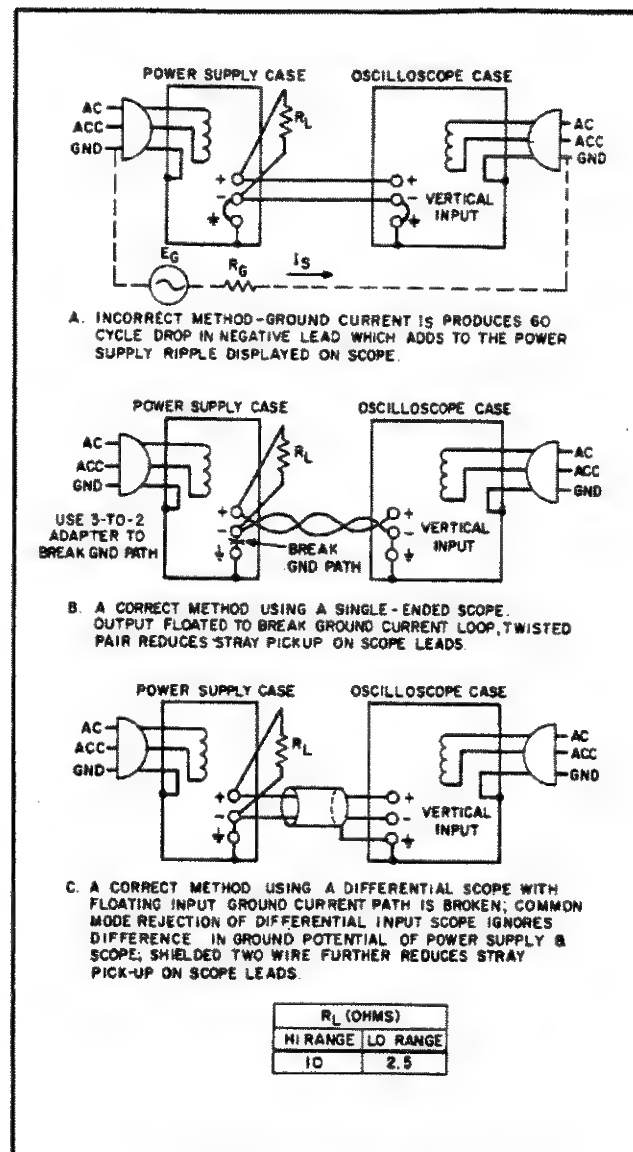 POWER SUPPLY CASE OSCILLOSCOPE CASE
AC
ACC
GND
RL
+
-
+
-
VERTICAL
INPUT
AC
ACC
GND
EG
RG
IS
A. INCORRECT METHOD-GROUND CURRENT IS PRODUCES 60
CYCLE DROP IN NEGATIVE LEAD WHICH ADDS TO THE POWER
SUPPLY RIPPLE DISPLAYED ON SCOPE.
POWER SUPPLY CASE OSCILLOSCOPE CASE
AC
ACC
GND
RL
USE 3-TO-2
ADAPTER TO
BREAK GND PATH
+
-
BREAK
GND PATH
+
-
VERTICAL
INPUT
AC
ACC
GND
B. A CORRECT METHOD USING A SINGLE-ENDED SCOPE.
OUTPUT FLOATED TO BREAK GROUND CURRENT LOOP, TWISTED
PAIR REDUCES STRAY PICKUP ON SCOPE LEADS.
POWER SUPPLY CASE OSCILLOSCOPE CASE
AC
ACC
GND
RL
+
-
+
-
VERTICAL
INPUT
AC
ACC
GND
C. A CORRECT METHOD USING A DIFFERENTIAL SCOPE WITH
FLOATING INPUT GROUND CURRENT PATH IS BROKEN; COMMON
MODE REJECTION OF DIFFERENTIAL INPUT SCOPE IGNORES
DIFFERENCE IN GROUND POTENTIAL OF POWER SUPPLY &
SCOPE; SHIELDED TWO WIRE FURTHER REDUCES STRAY
PICK-UP ON SCOPE LEADS.
RL (OHMS)
HI RANGE LO RANGE
10 2.5